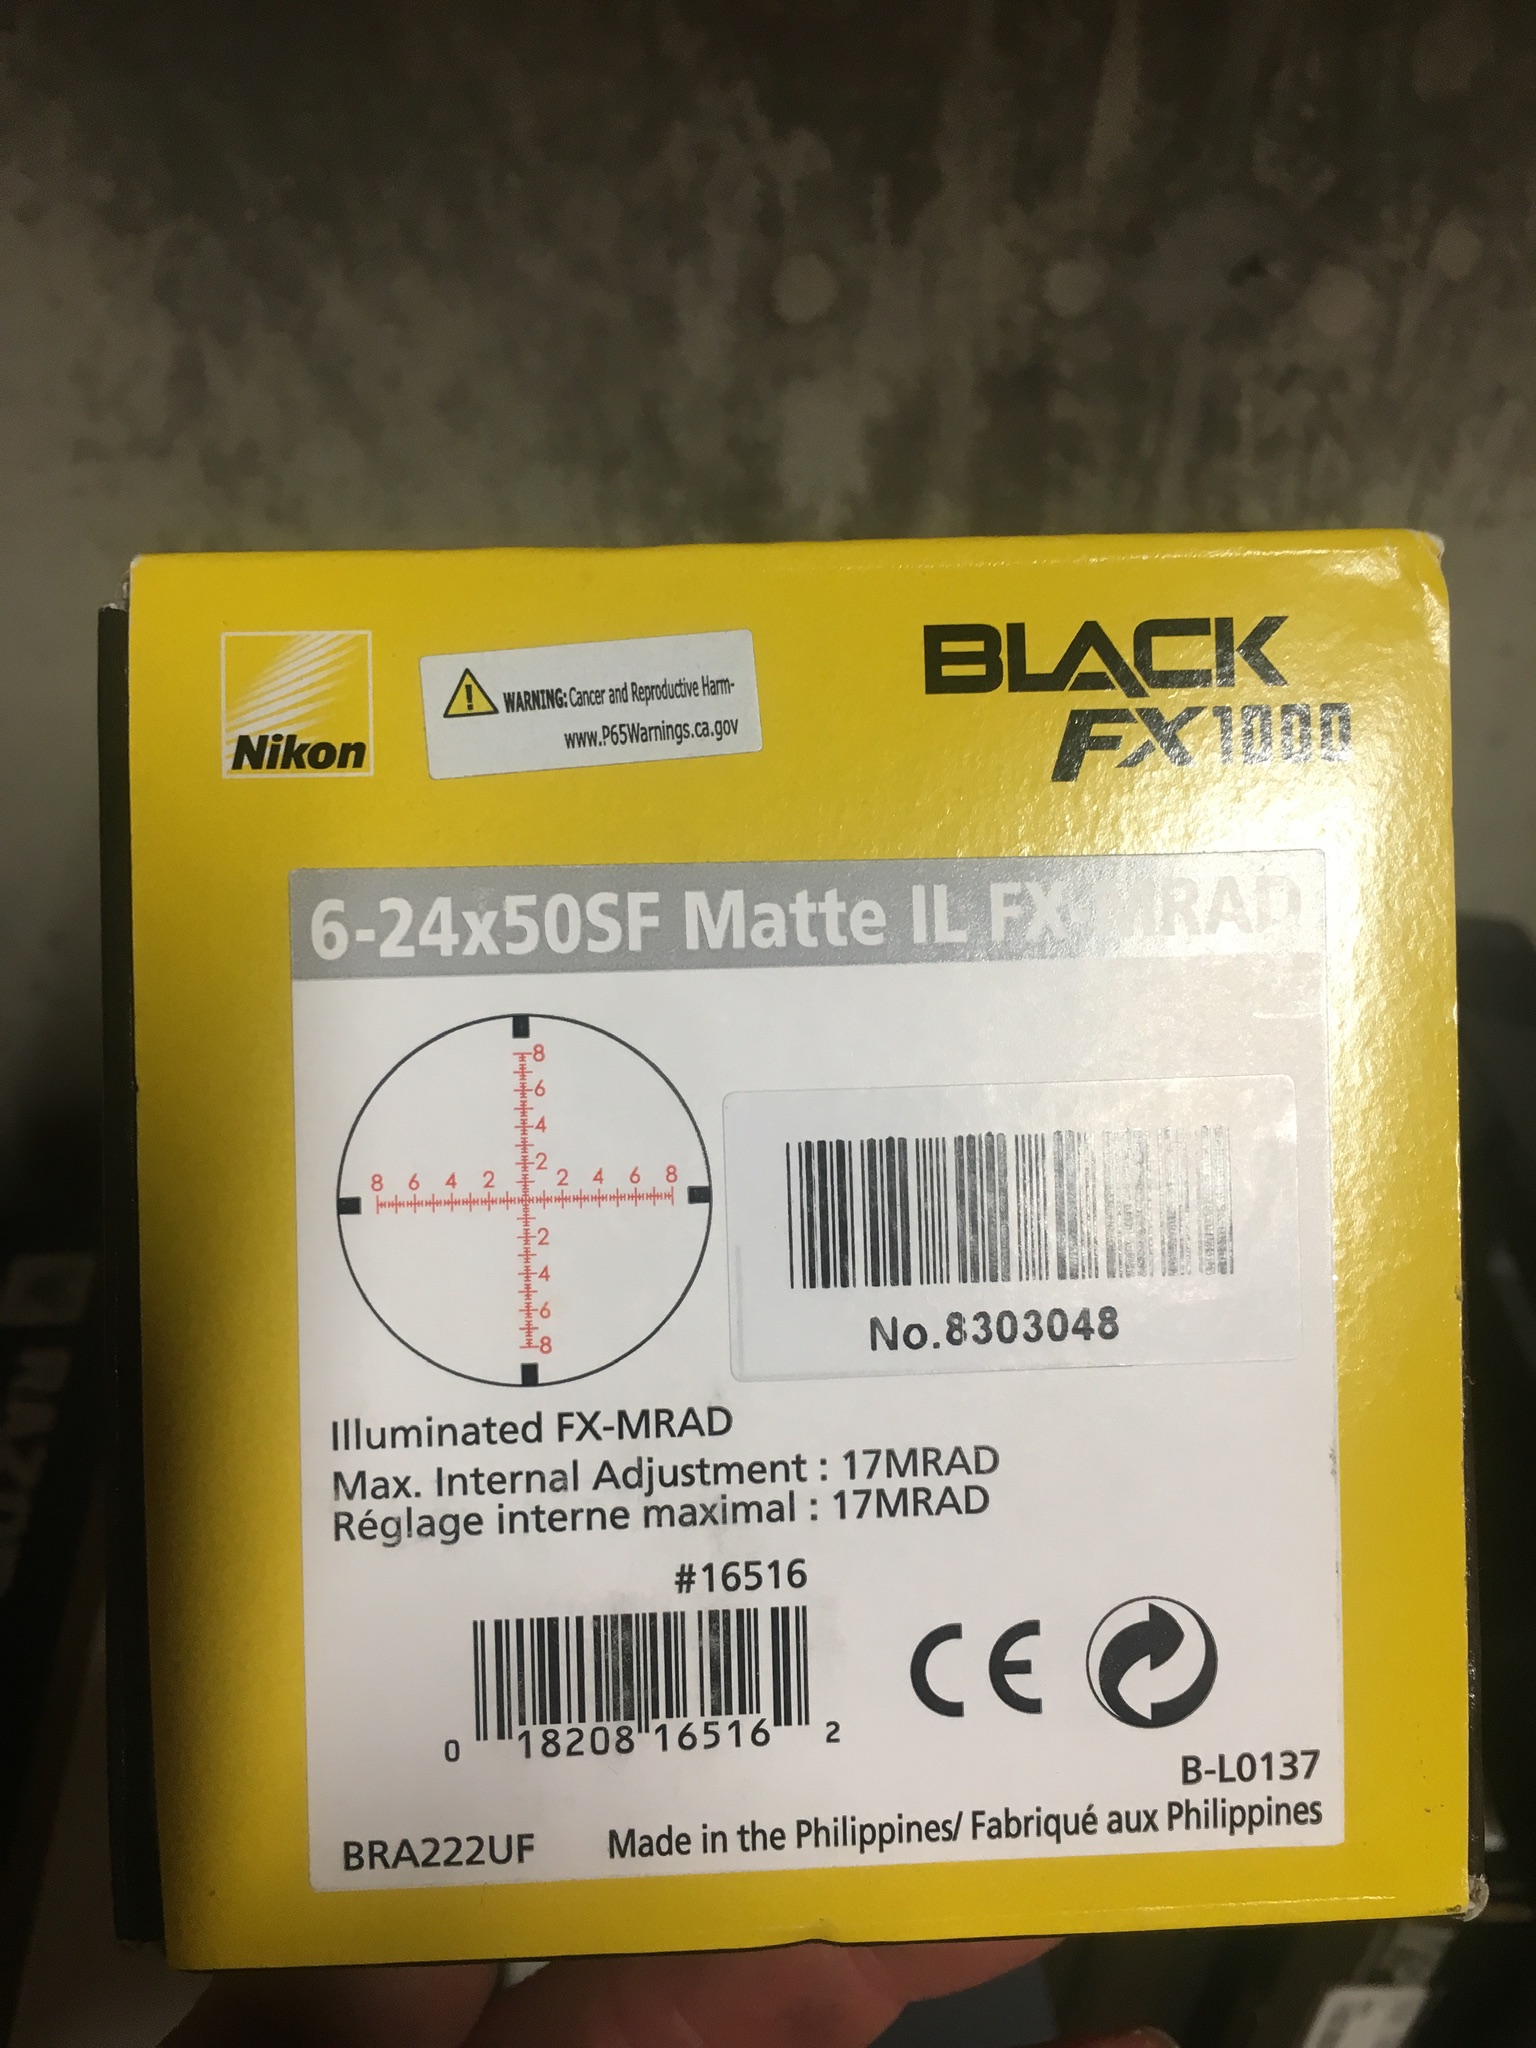 Nikon
WARNING: Cancer and Reproductive Harm-
www.P65Warnings.ca.gov
BLACK
FX1000
6-24x50SF Matte IL FX-MRAD
8
6
4
2
8 6 4 2 2 4 6 8
2
4
6
8
No.8303048
Illuminated FX-MRAD
Max. Internal Adjustment : 17MRAD
Réglage interne maximal : 17MRAD
#16516
0 18208 16516 2
CE
B-L0137
BRA222UF Made in the Philippines/ Fabriqué aux Philippines